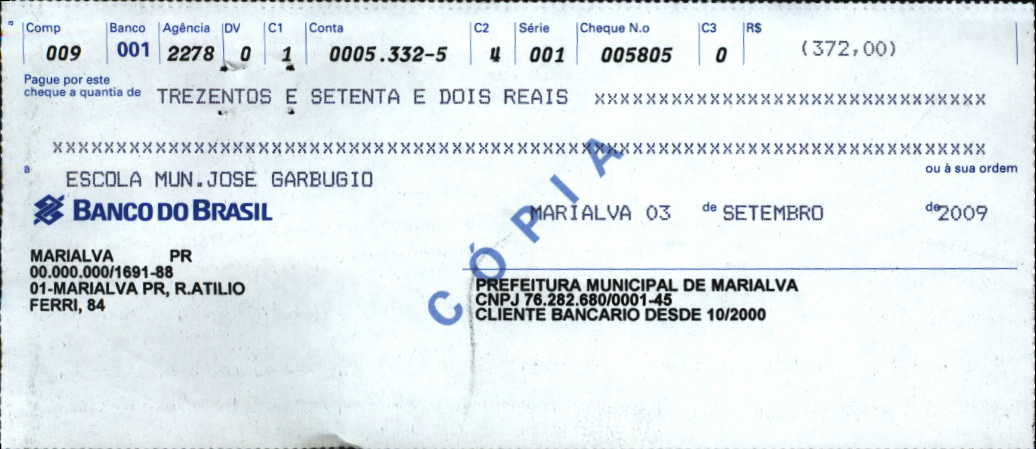 Comp Banco Agência DV C1 Conta C2 Série Cheque N.o C3 R$
009 001 2278 0 1 0005.332-5 4 001 005805 0 (372,00)
Pague por este
cheque a quantia de TREZENTOS E SETENTA E DOIS REAIS XXXXXXXXXXXXXXXXXXXXXXXXXXXXXXX
XXXXXXXXXXXXXXXXXXXXXXXXXXXXXXXXXXXXXXXXXXXXXXXXXXXXXXXXXXXXXXXXXXXXXXXXX
a ESCOLA MUN.JOSE GARBUGIO ou à sua ordem
BANCO DO BRASIL MARIALVA 03 de SETEMBRO de 2009
CÓPIA
MARIALVA PR
00.000.000/1691-88
01-MARIALVA PR, R.ATILIO
FERRI, 84
PREFEITURA MUNICIPAL DE MARIALVA
CNPJ 76.282.680/0001-45
CLIENTE BANCARIO DESDE 10/2000